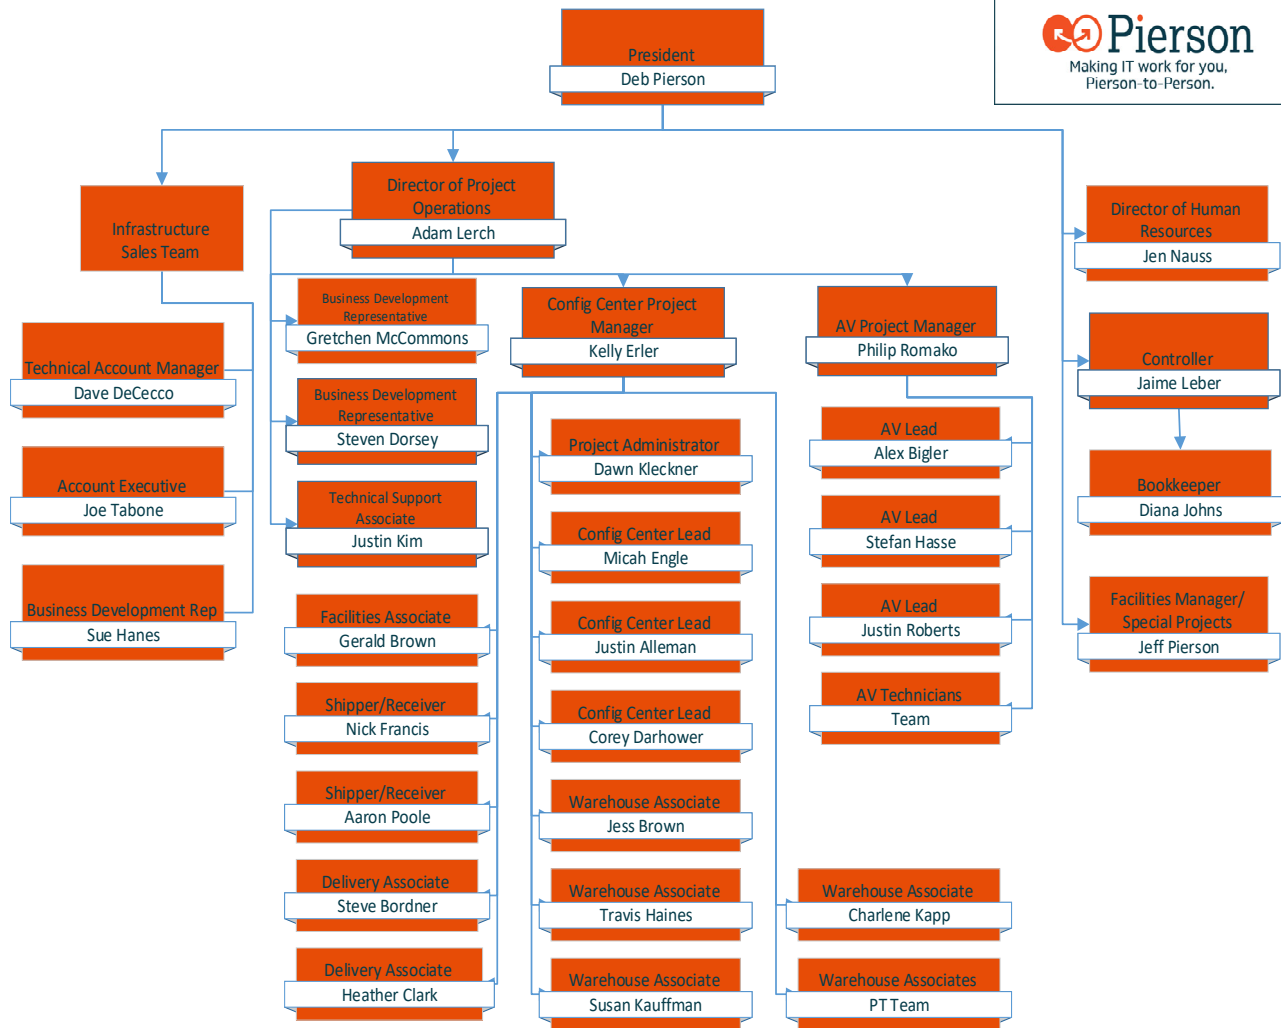 Pierson
Making IT work for you,
Pierson-to-Person.
President
Deb Pierson
Infrastructure
Sales Team
Technical Account Manager
Dave DeCecco
Account Executive
Joe Tabone
Business Development Rep
Sue Hanes
Director of Project
Operations
Adam Lerch
Business Development
Representative
Gretchen McCommons
Business Development
Representative
Steven Dorsey
Technical Support
Associate
Justin Kim
Config Center Project
Manager
Kelly Erler
Facilities Associate
Gerald Brown
Shipper/Receiver
Nick Francis
Shipper/Receiver
Aaron Poole
Delivery Associate
Steve Bordner
Delivery Associate
Heather Clark
Project Administrator
Dawn Kleckner
Config Center Lead
Micah Engle
Config Center Lead
Justin Alleman
Config Center Lead
Corey Darhower
Warehouse Associate
Jess Brown
Warehouse Associate
Travis Haines
Warehouse Associate
Susan Kauffman
Warehouse Associate
Charlene Kapp
Warehouse Associates
PT Team
AV Project Manager
Philip Romako
AV Lead
Alex Bigler
AV Lead
Stefan Hasse
AV Lead
Justin Roberts
AV Technicians
Team
Director of Human
Resources
Jen Nauss
Controller
Jaime Leber
Bookkeeper
Diana Johns
Facilities Manager/
Special Projects
Jeff Pierson